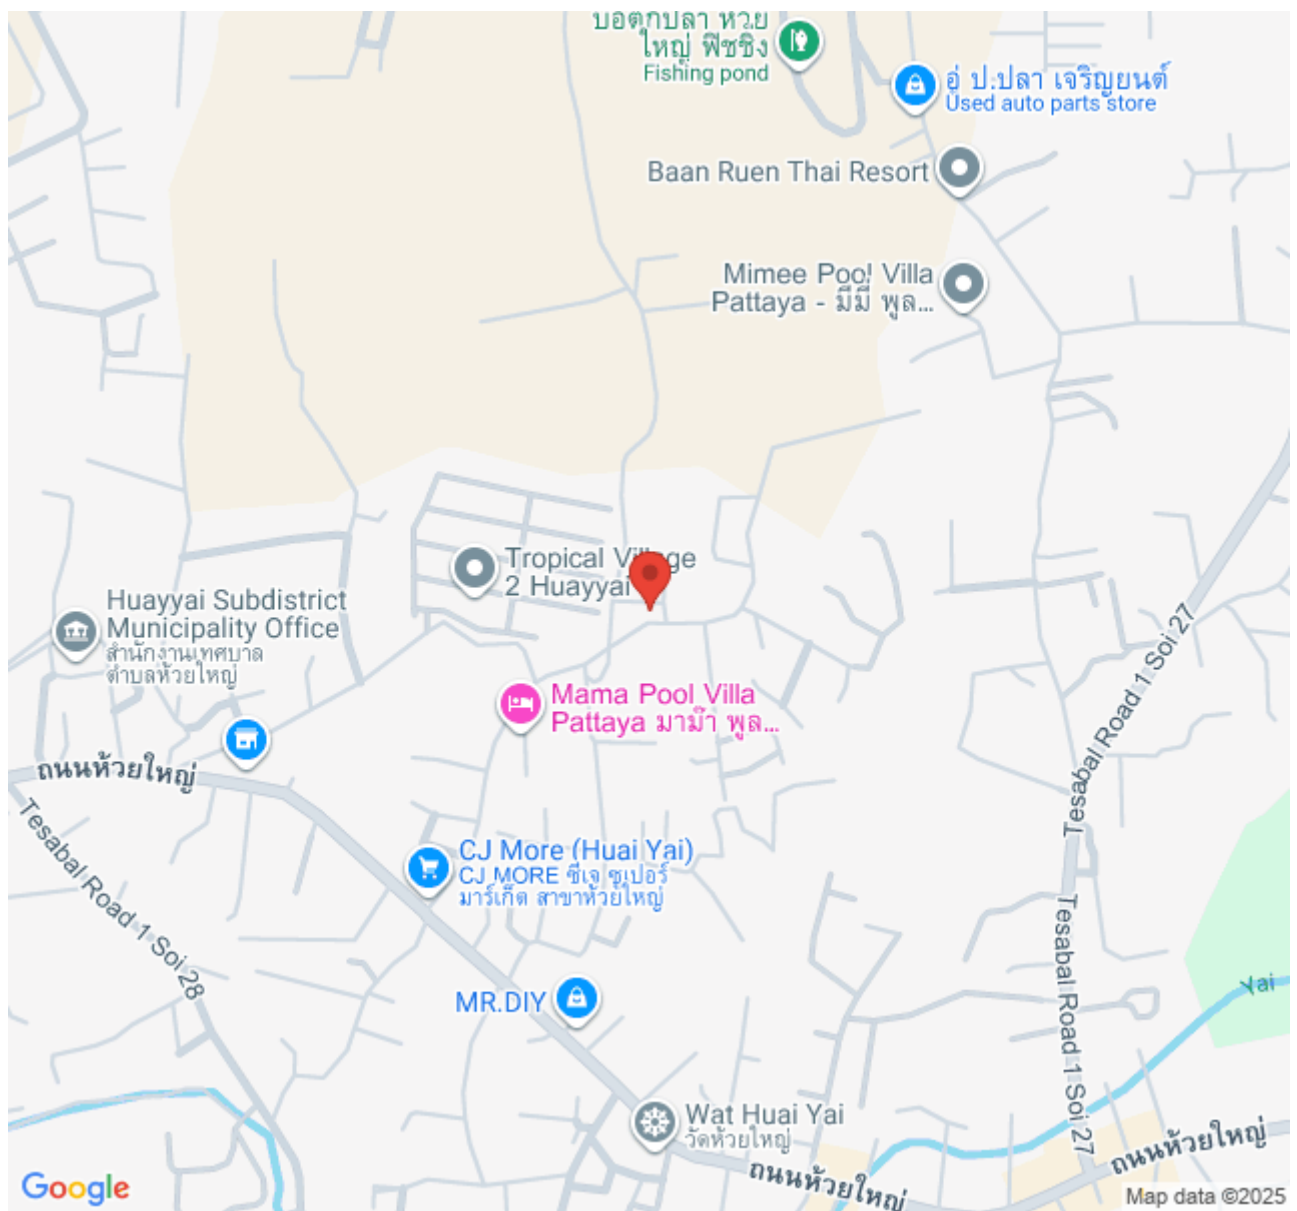 บ่อตกปลา ห้วย
ใหญ่ ฟิชชิ่ง
Fishing pond
อู่ ป.ปลา เจริญยนต์
Used auto parts store
Baan Ruen Thai Resort
Mimee Pool Villa
Pattaya - มีมี่ พูล...
Tropical Village
2 Huayyai
Huayyai Subdistrict
Municipality Office
สำนักงานเทศบาล
ตำบลห้วยใหญ่
Tesabal Road 1 Soi 27
Mama Pool Villa
Pattaya มาม๊า พูล...
ถนนห้วยใหญ่
Tesabal Road 1 Soi 28
CJ More (Huai Yai)
CJ MORE ซีเจ ซูเปอร์
มาร์เก็ต สาขาห้วยใหญ่
Tesabal Road 1 Soi 27
MR.DIY
Yai
Wat Huai Yai
วัดห้วยใหญ่
ถนนห้วยใหญ่
ถนนห้วยใหญ่
Google
Map data ©2025